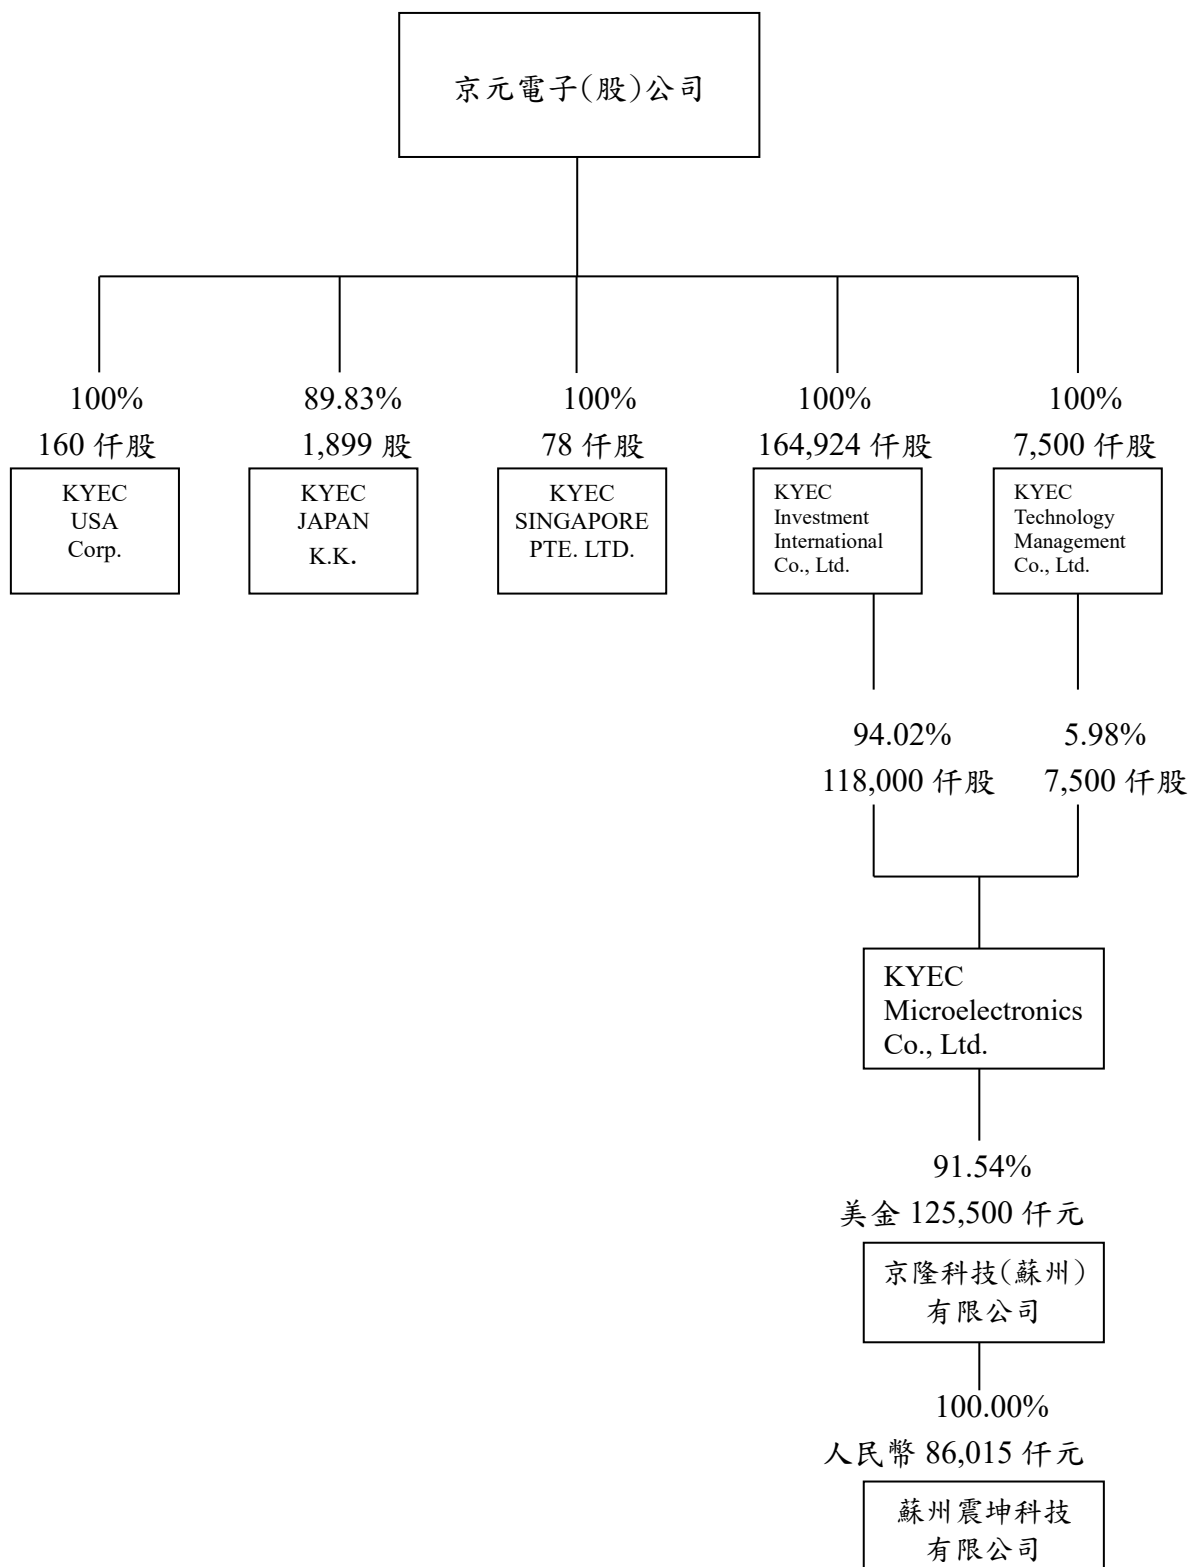 京元電子(股)公司
100%
160 仟股
KYEC
USA
Corp.
89.83%
1,899 股
KYEC
JAPAN
K.K.
100%
78 仟股
KYEC
SINGAPORE
PTE. LTD.
100%
164,924 仟股
KYEC
Investment
International
Co., Ltd.
100%
7,500 仟股
KYEC
Technology
Management
Co., Ltd.
94.02%
118,000 仟股
5.98%
7,500 仟股
KYEC
Microelectronics
Co., Ltd.
91.54%
美金 125,500 仟元
京隆科技(蘇州)
有限公司
100.00%
人民幣 86,015 仟元
蘇州震坤科技
有限公司